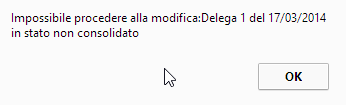 Impossibile procedere alla modifica:Delega 1 del 17/03/2014
in stato non consolidato
OK